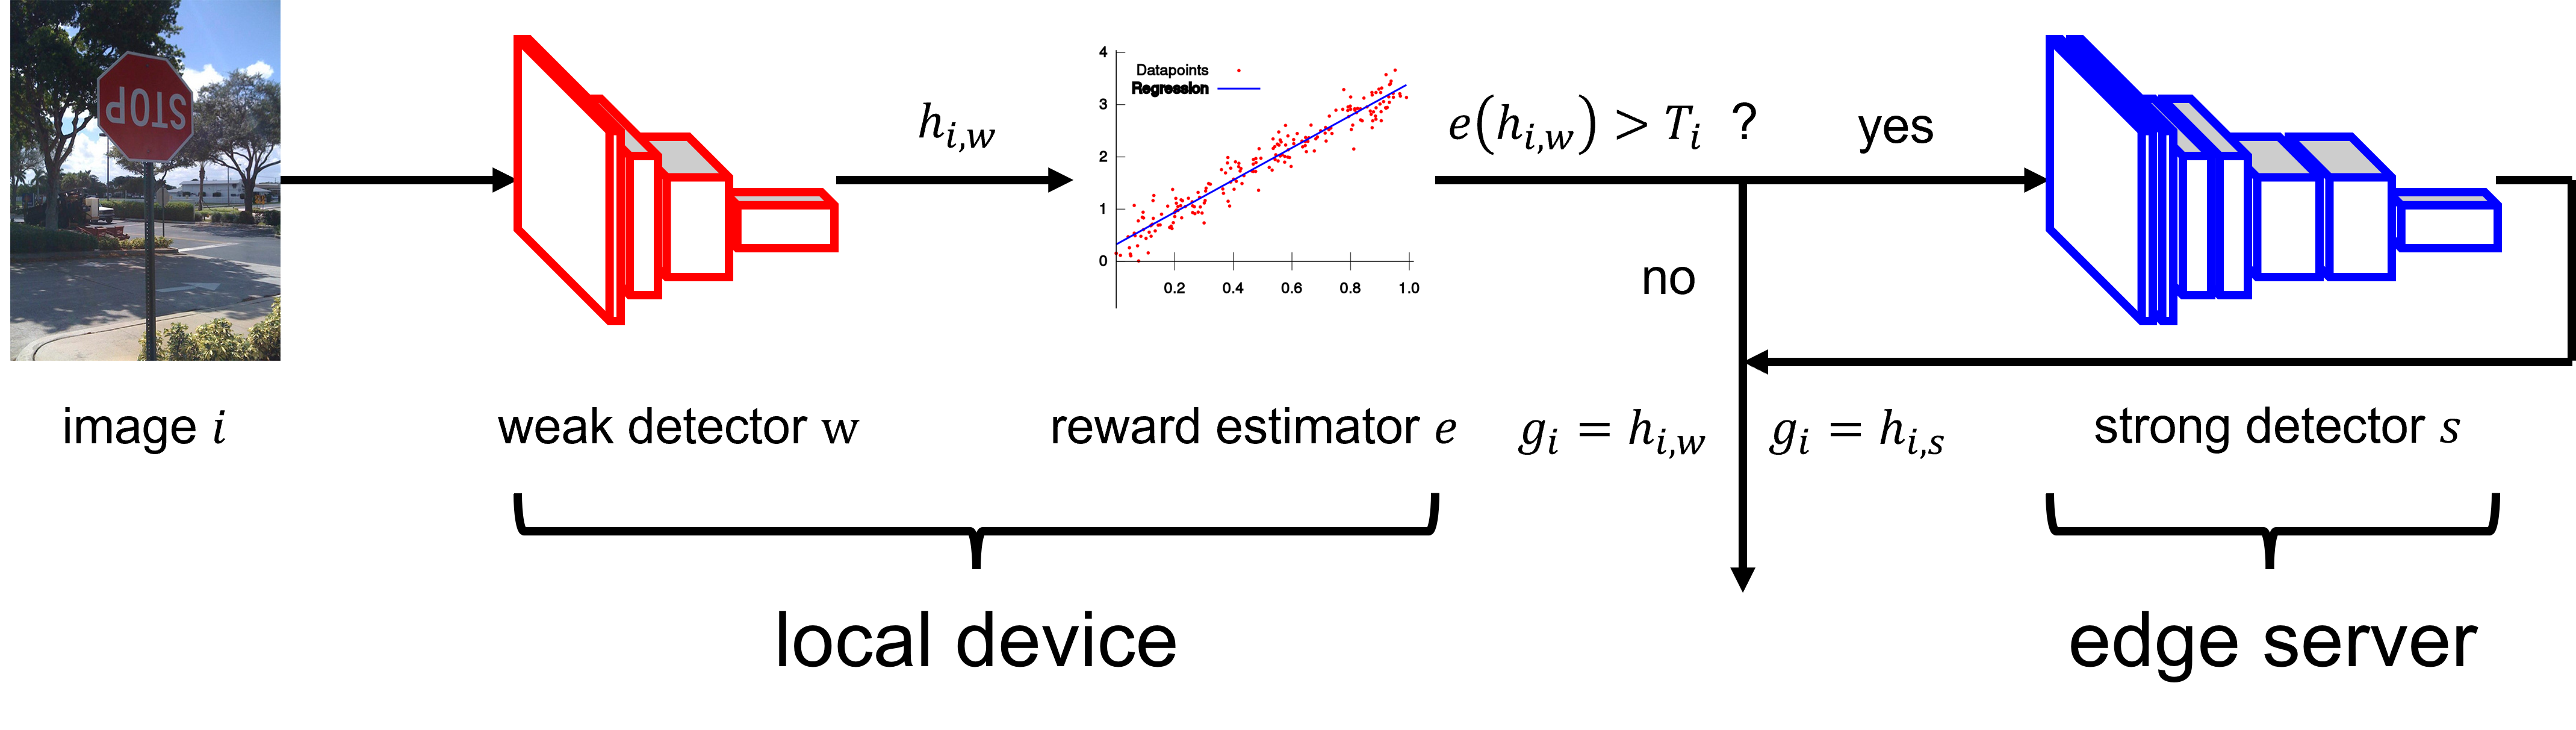 STOP
h_{i,w}
4
3
2
1
0
Datapoints
Regression
0.2 0.4 0.6 0.8 1.0
e(h_{i,w}) > T_i ?
yes
no
image i
weak detector w
reward estimator e
g_i = h_{i,w}
g_i = h_{i,s}
strong detector s
local device
edge server